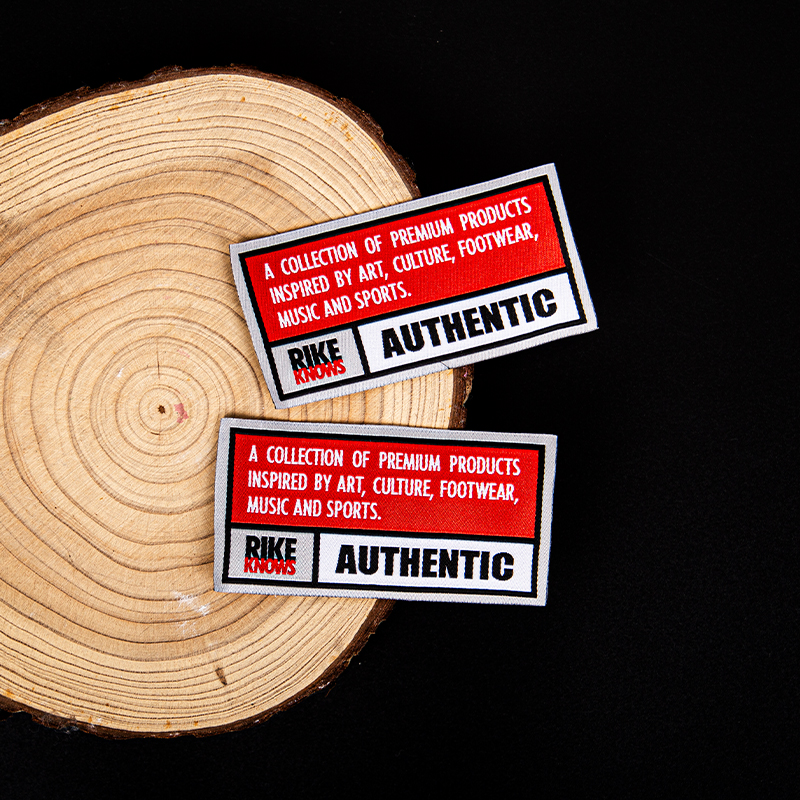 A COLLECTION OF PREMIUM PRODUCTS
INSPIRED BY ART, CULTURE, FOOTWEAR,
MUSIC AND SPORTS.
RIKE
KNOWS
AUTHENTIC
A COLLECTION OF PREMIUM PRODUCTS
INSPIRED BY ART, CULTURE, FOOTWEAR,
MUSIC AND SPORTS.
RIKE
KNOWS
AUTHENTIC